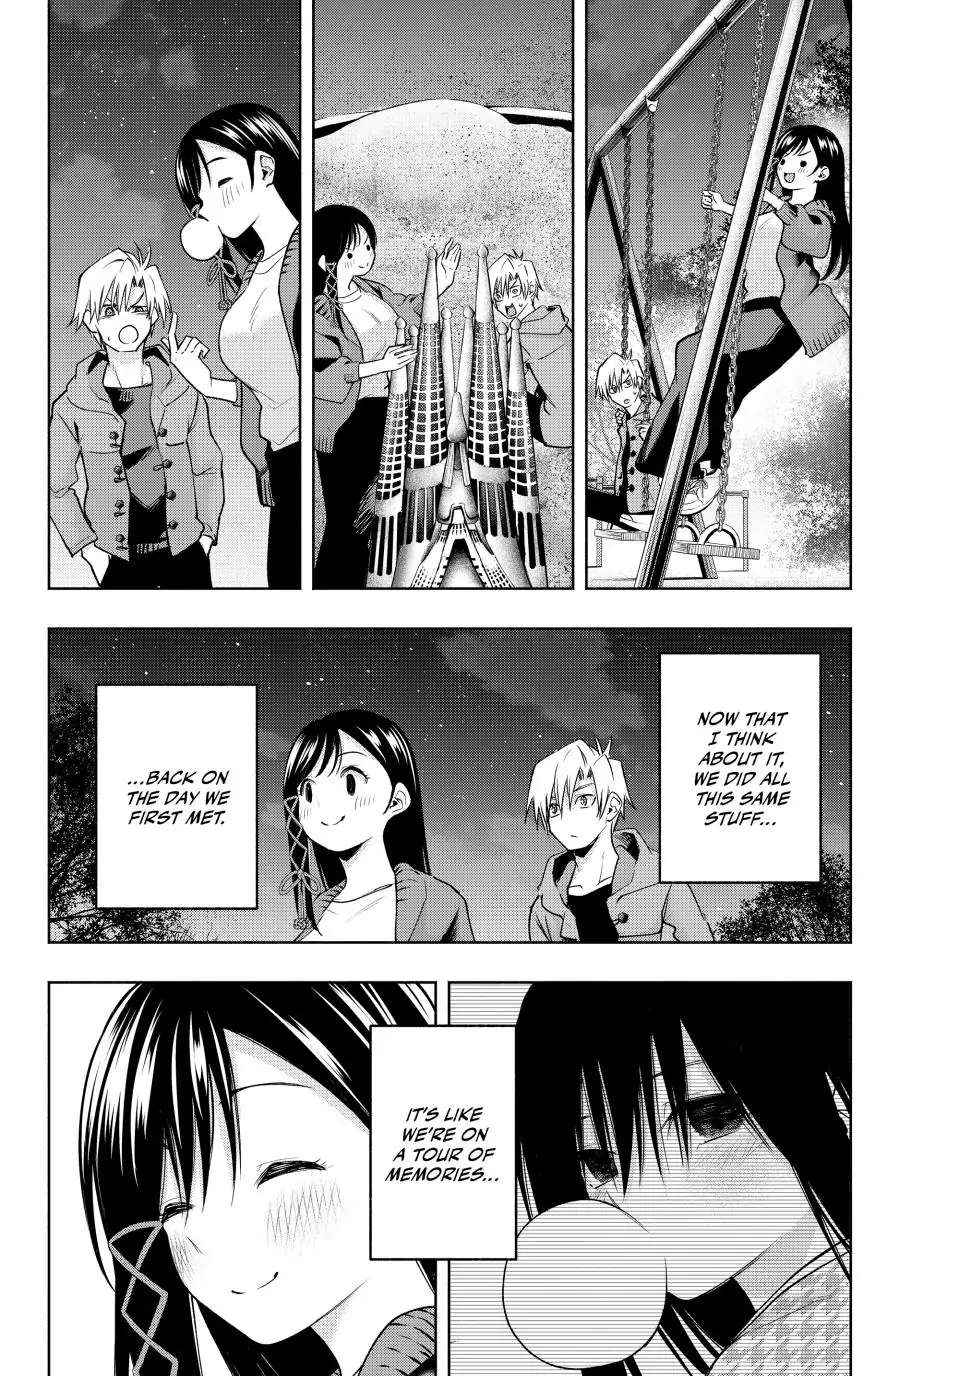 NOW THAT
I THINK
ABOUT IT,
WE DID ALL
THIS SAME
STUFF...
...BACK ON
THE DAY WE
FIRST MET.
IT'S LIKE
WE'RE ON
A TOUR OF
MEMORIES...